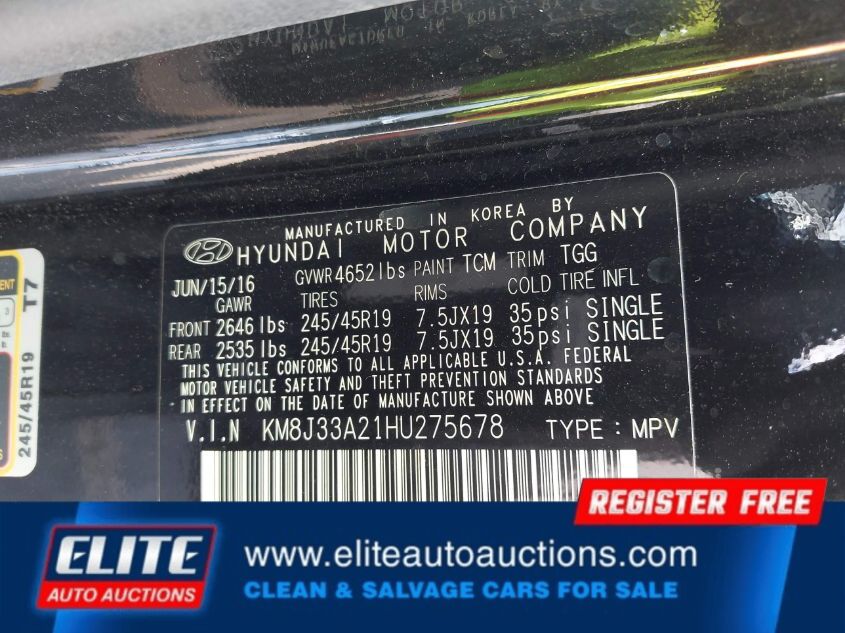 MANUFACTURED IN KOREA BY
HYUNDAI MOTOR COMPANY
JUN/15/16 GVWR 4652lbs PAINT TCM TRIM TGG
GAWR TIRES RIMS COLD TIRE INFL
FRONT 2646 lbs 245/45R19 7.5JX19 35psi SINGLE
REAR 2535 lbs 245/45R19 7.5JX19 35psi SINGLE
THIS VEHICLE CONFORMS TO ALL APPLICABLE U.S.A. FEDERAL
MOTOR VEHICLE SAFETY AND THEFT PREVENTION STANDARDS
IN EFFECT ON THE DATE OF MANUFACTURE SHOWN ABOVE
V.I.N KM8J33A21HU275678 TYPE : MPV
245/45R19 T7
REGISTER FREE
ELITE
AUTO AUCTIONS
www.eliteautoauctions.com
CLEAN & SALVAGE CARS FOR SALE